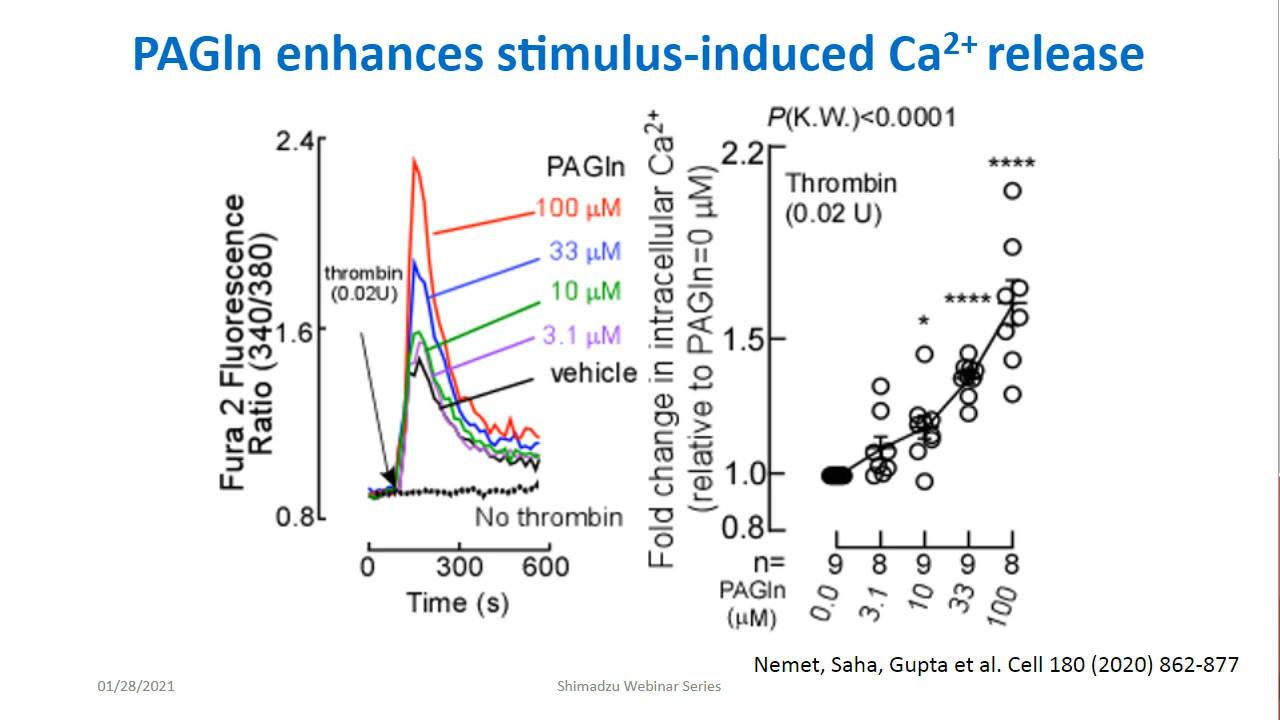 PAGln enhances stimulus-induced Ca²⁺ release
Fura 2 Fluorescence
Ratio (340/380)
2.4
1.6
0.8
thrombin
(0.02U)
PAGln
100 µM
33 µM
10 µM
3.1 µM
vehicle
No thrombin
0 300 600
Time (s)
Fold change in intracellular Ca²⁺
(relative to PAGln=0 µM)
P(K.W.)<0.0001
2.2
1.5
1.0
0.8
Thrombin
(0.02 U)
*
****
****
n= 9 8 9 9 8
PAGln
(µM)
0.0 3.1 10 33 100
Nemet, Saha, Gupta et al. Cell 180 (2020) 862-877
01/28/2021
Shimadzu Webinar Series